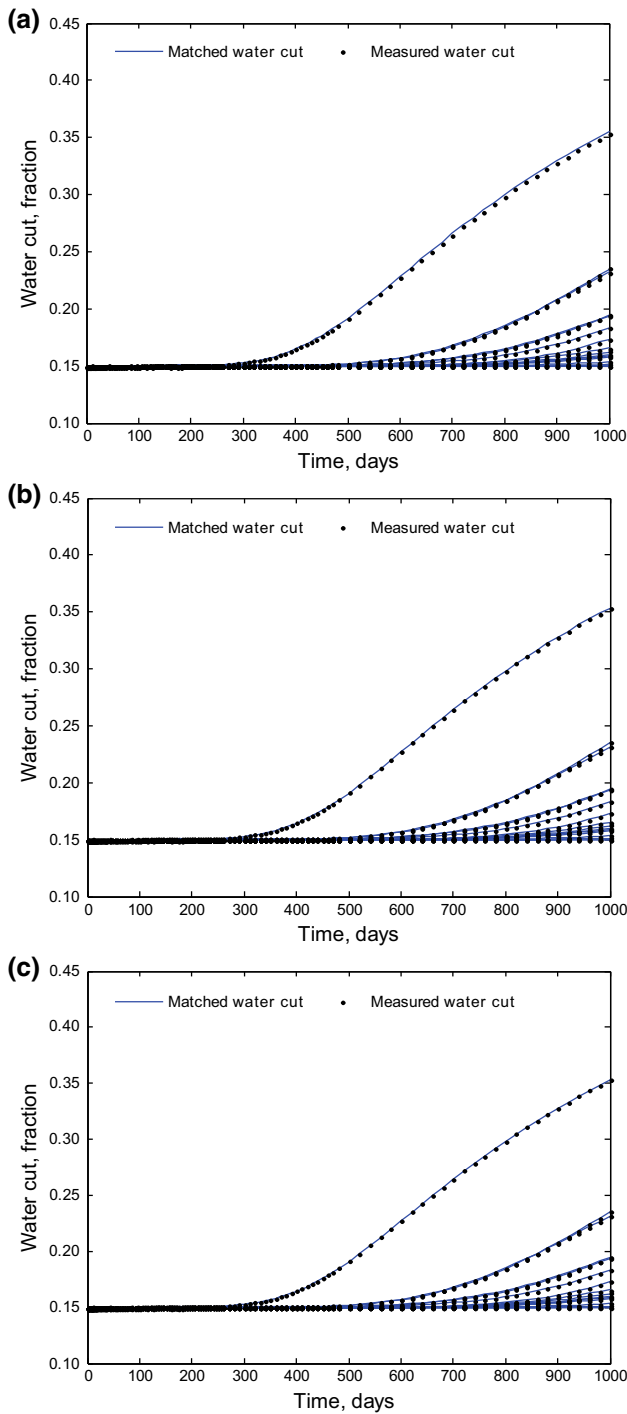 (a)
0.45
Matched water cut
Measured water cut
0.40
0.35
0.30
0.25
0.20
0.15
0.10
Water cut, fraction
0 100 200 300 400 500 600 700 800 900 1000
Time, days
(b)
0.45
Matched water cut
Measured water cut
0.40
0.35
0.30
0.25
0.20
0.15
0.10
Water cut, fraction
0 100 200 300 400 500 600 700 800 900 1000
Time, days
(c)
0.45
Matched water cut
Measured water cut
0.40
0.35
0.30
0.25
0.20
0.15
0.10
Water cut, fraction
0 100 200 300 400 500 600 700 800 900 1000
Time, days